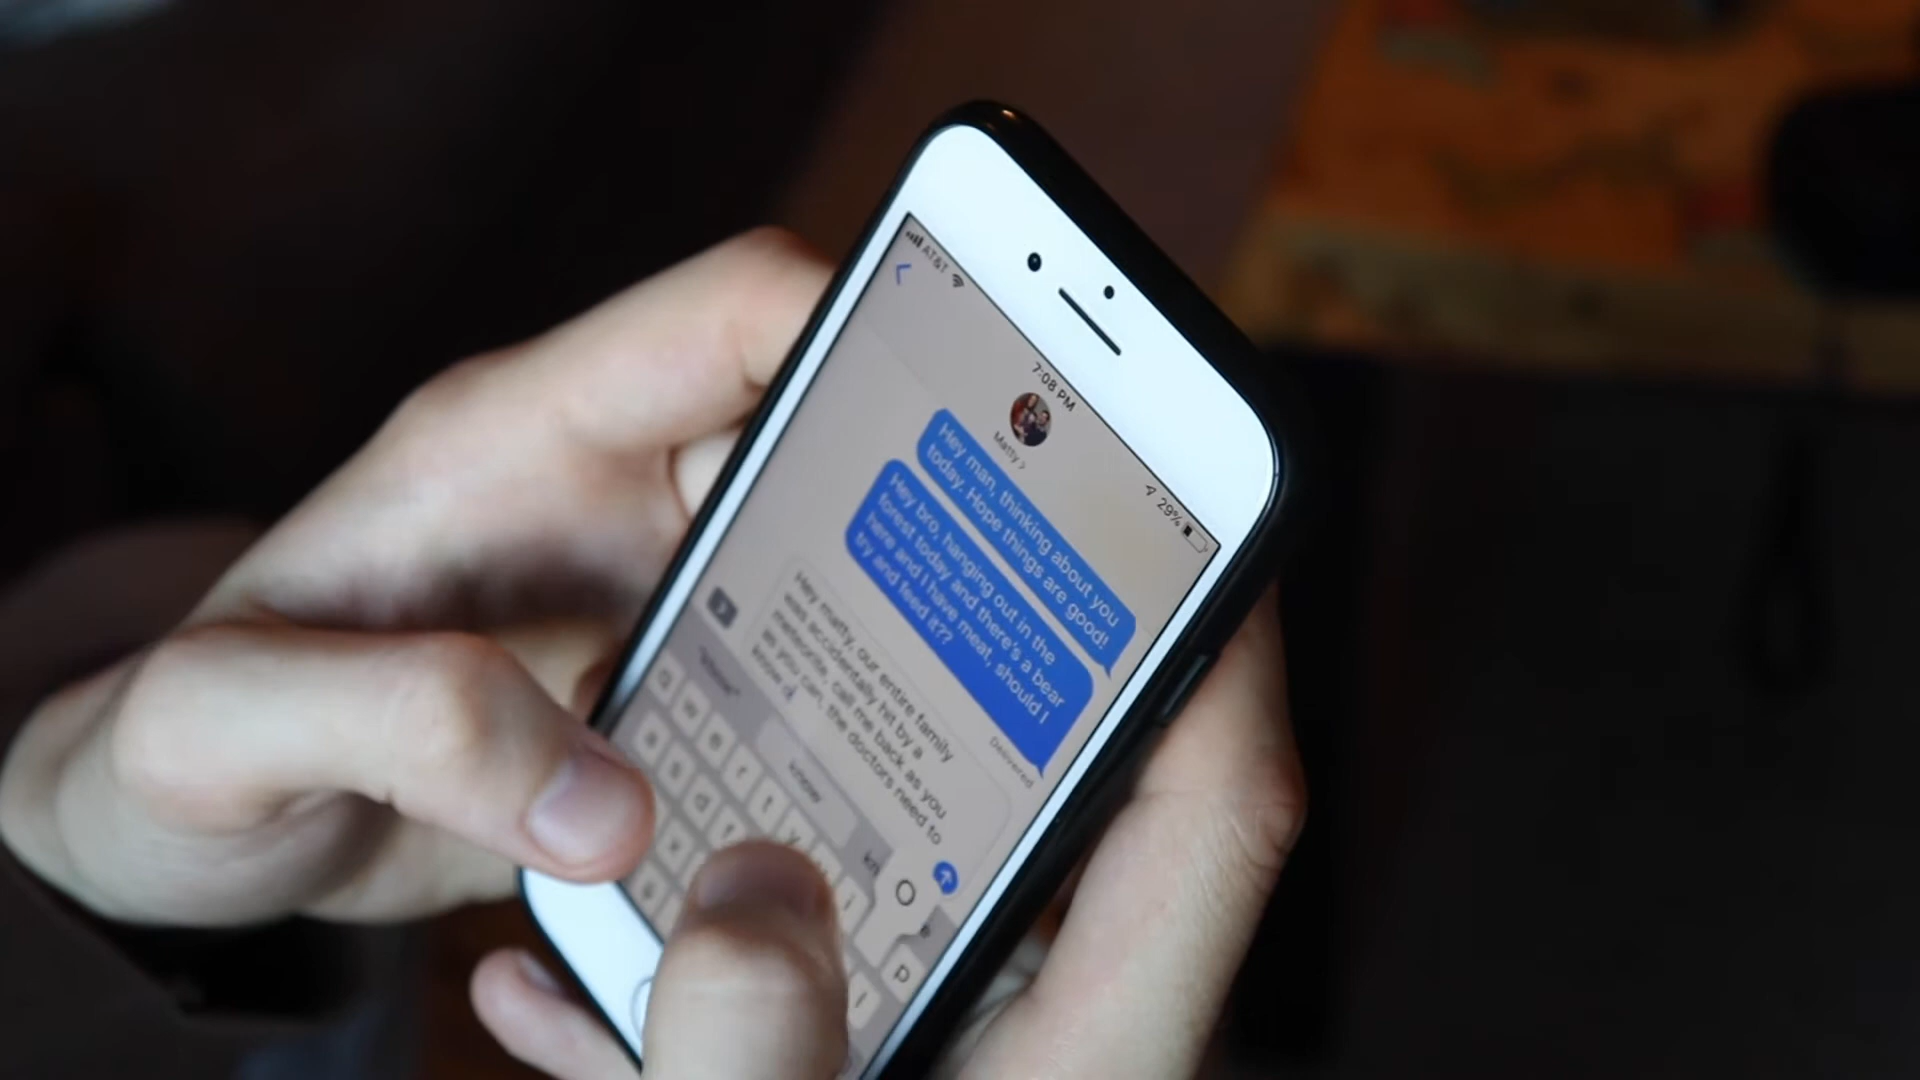 AT&T
7:08 PM
29%
Matty >
Hey man, thinking about you
today. Hope things are good!
Hey bro, hanging out in the
forest today and there's a bear
here and I have meat, should I
try and feed it??
Delivered
Hey matty, our entire family
was accidentally hit by a
meteorite, call me back as you
as you can, the doctors need to
know
know
q w e r t y
O
a s d f
p
l